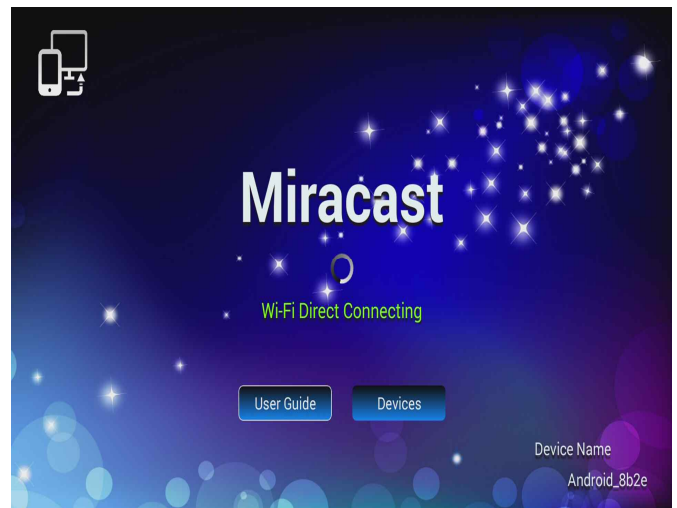 Miracast
Wi-Fi Direct Connecting
User Guide
Devices
Device Name
Android_8b2e